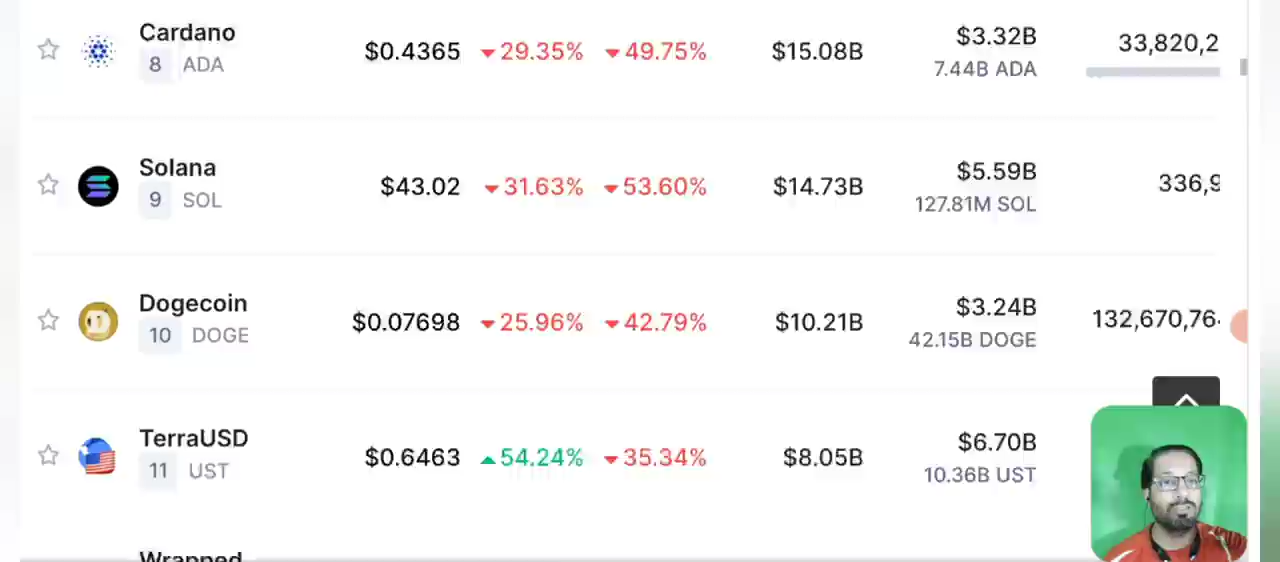 Cardano
8 ADA
$0.4365 29.35% 49.75% $15.08B
$3.32B
7.44B ADA
33,820,2
Solana
9 SOL
$43.02 31.63% 53.60% $14.73B
$5.59B
127.81M SOL
336,9
Dogecoin
10 DOGE
$0.07698 25.96% 42.79% $10.21B
$3.24B
42.15B DOGE
132,670,76
TerraUSD
11 UST
$0.6463 54.24% 35.34% $8.05B
$6.70B
10.36B UST
Wrapped